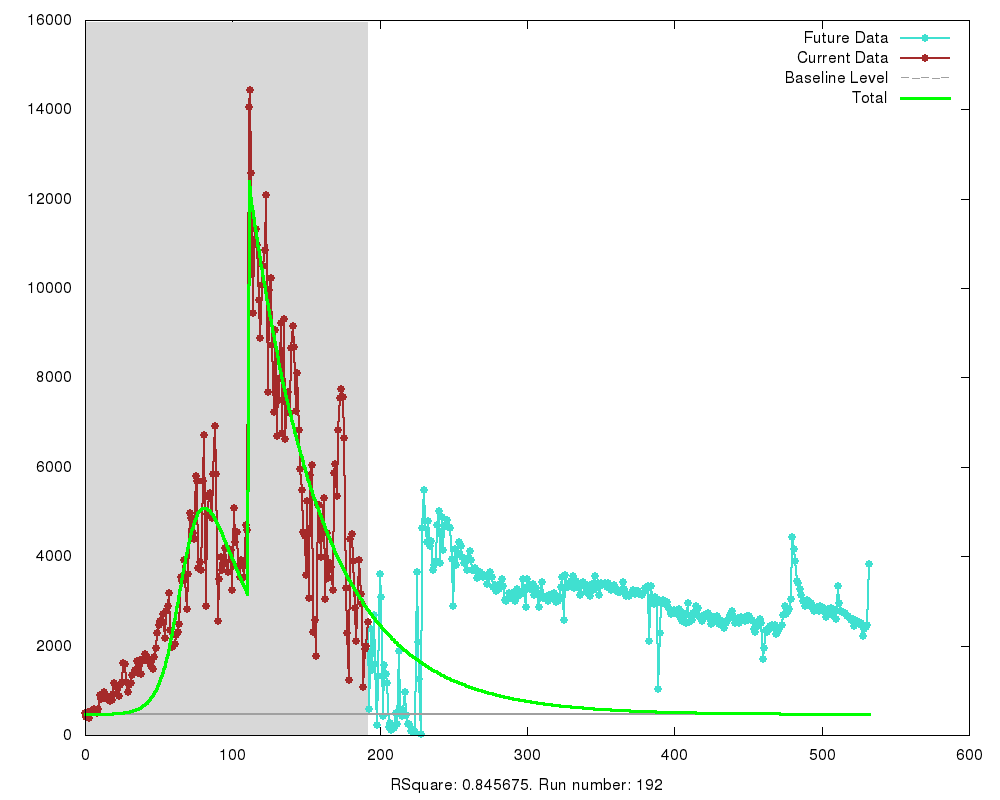 16000
14000
12000
10000
8000
6000
4000
2000
0
0 100 200 300 400 500 600
Future Data
Current Data
Baseline Level
Total
RSquare: 0.845675. Run number: 192